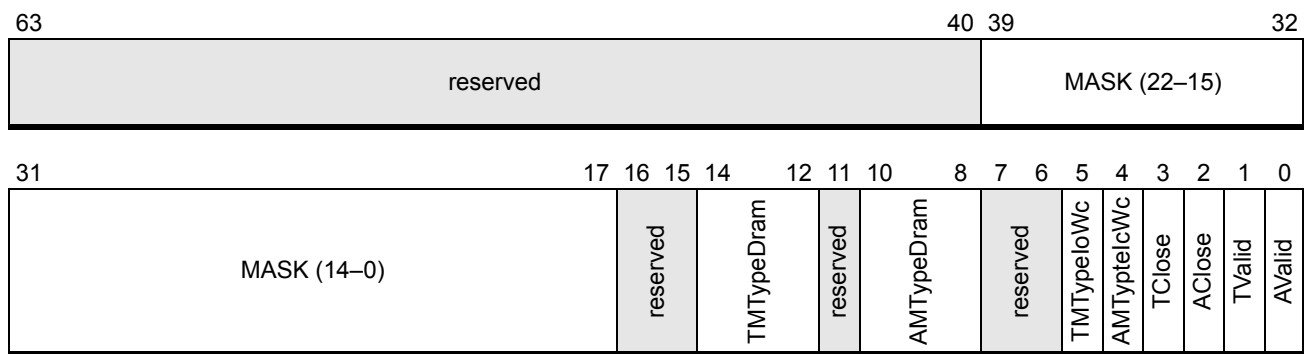 63 40 39 32
reserved MASK (22–15)
31 17 16 15 14 12 11 10 8 7 6 5 4 3 2 1 0
MASK (14–0) reserved TMTypeDram reserved AMTypeDram reserved TMTypeIoWc AMTypteIcWc TClose AClose TValid AValid